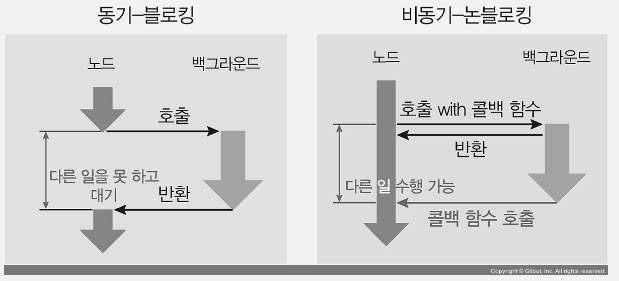 동기-블로킹
노드
백그라운드
호출
다른 일을 못 하고
대기
반환
비동기-논블로킹
노드
백그라운드
호출 with 콜백 함수
반환
다른 일 수행 가능
콜백 함수 호출
Copyright © Gilbut, Inc. All rights reserved.